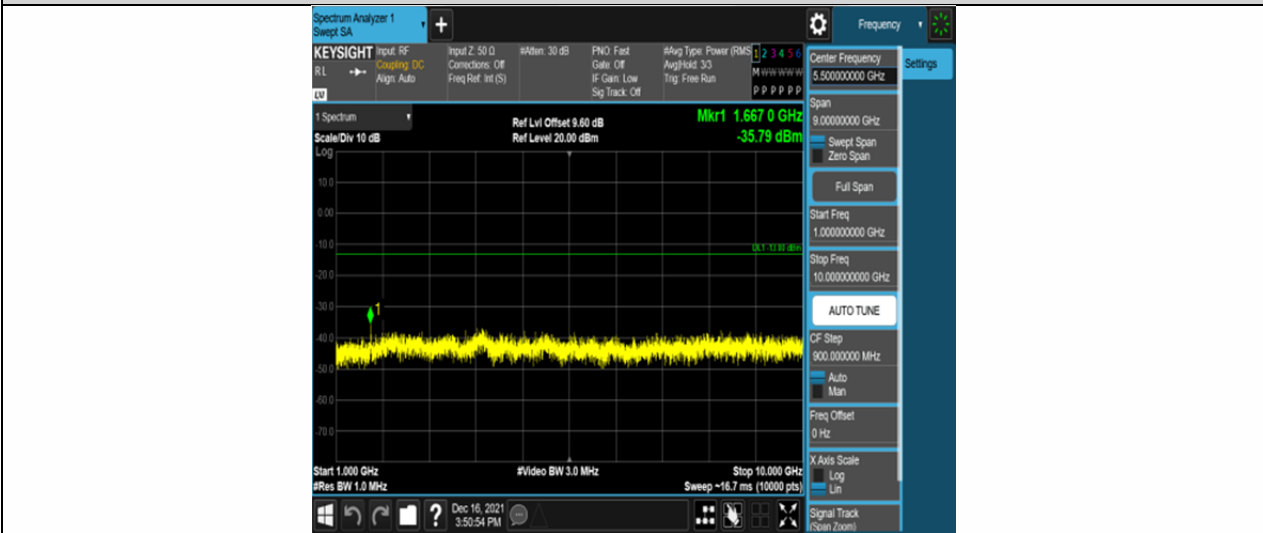 Spectrum Analyzer 1
Swept SA
+
Frequency
KEYSIGHT
RL
Input: RF
Coupling: DC
Align: Auto
Input Z: 50 Ω
Corrections: Off
Freq Ref: Int (S)
#Atten: 30 dB
PNO: Fast
Gate: Off
IF Gain: Low
Sig Track: Off
#Avg Type: Power (RMS
Avg|Hold: 3/3
Trig: Free Run
1 2 3 4 5 6
M W W W W W
P P P P P P
1 Spectrum
Scale/Div 10 dB
Log
Ref Lvl Offset 9.60 dB
Ref Level 20.00 dBm
Mkr1 1.667 0 GHz
-35.79 dBm
10.0
0.00
-10.0
-20.0
-30.0
-40.0
-50.0
-60.0
-70.0
DL1 -13.00 dBm
1
Start 1.000 GHz
#Res BW 1.0 MHz
#Video BW 3.0 MHz
Stop 10.000 GHz
Sweep ~16.7 ms (10000 pts)
?
Dec 16, 2021
3:50:54 PM
Center Frequency
5.500000000 GHz
Settings
Span
9.00000000 GHz
Swept Span
Zero Span
Full Span
Start Freq
1.000000000 GHz
Stop Freq
10.000000000 GHz
AUTO TUNE
CF Step
900.000000 MHz
Auto
Man
Freq Offset
0 Hz
X Axis Scale
Log
Lin
Signal Track
(Span Zoom)